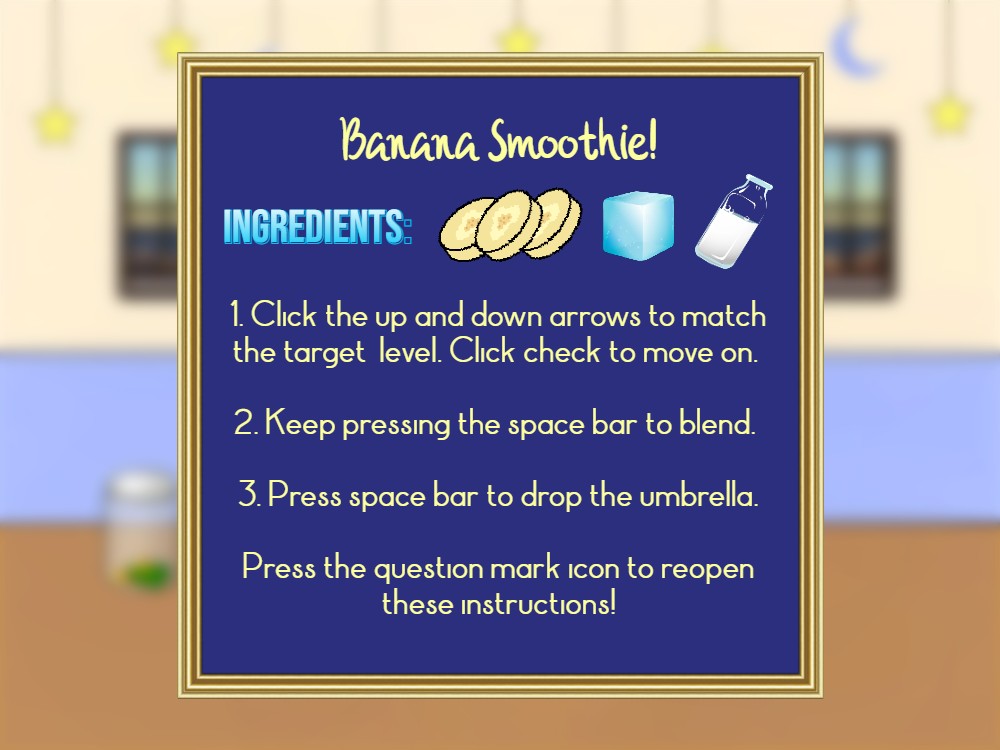 Banana Smoothie!
INGREDIENTS:
1. Click the up and down arrows to match
the target level. Click check to move on.
2. Keep pressing the space bar to blend.
3. Press space bar to drop the umbrella.
Press the question mark icon to reopen
these instructions!